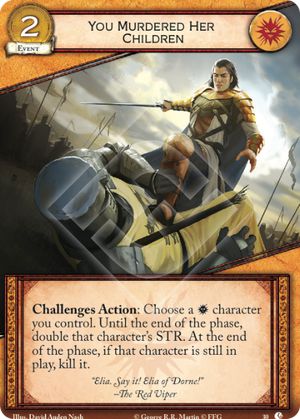 2
EVENT
YOU MURDERED HER
CHILDREN
Challenges Action: Choose a character
you control. Until the end of the phase,
double that character's STR. At the end
of the phase, if that character is still in
play, kill it.
"Elia. Say it! Elia of Dorne!"
–The Red Viper
Illus. David Auden Nash
© George R.R. Martin © FFG